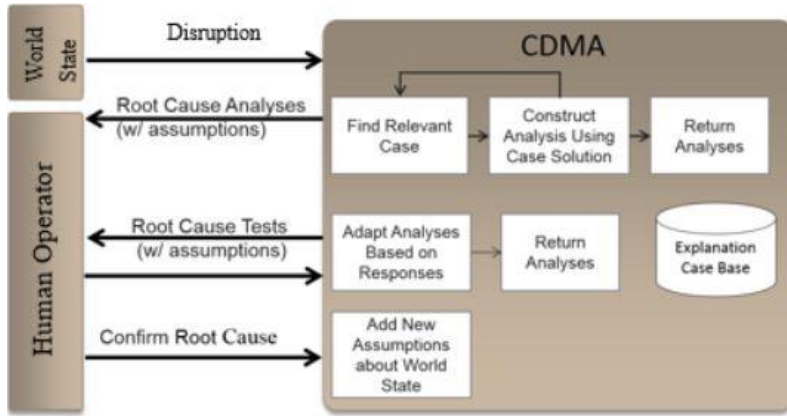 World
State
Disruption
CDMA
Root Cause Analyses
(w/ assumptions)
Find Relevant
Case
Construct
Analysis Using
Case Solution
Return
Analyses
Human Operator
Root Cause Tests
(w/ assumptions)
Adapt Analyses
Based on
Responses
Return
Analyses
Explanation
Case Base
Confirm Root Cause
Add New
Assumptions
about World
State